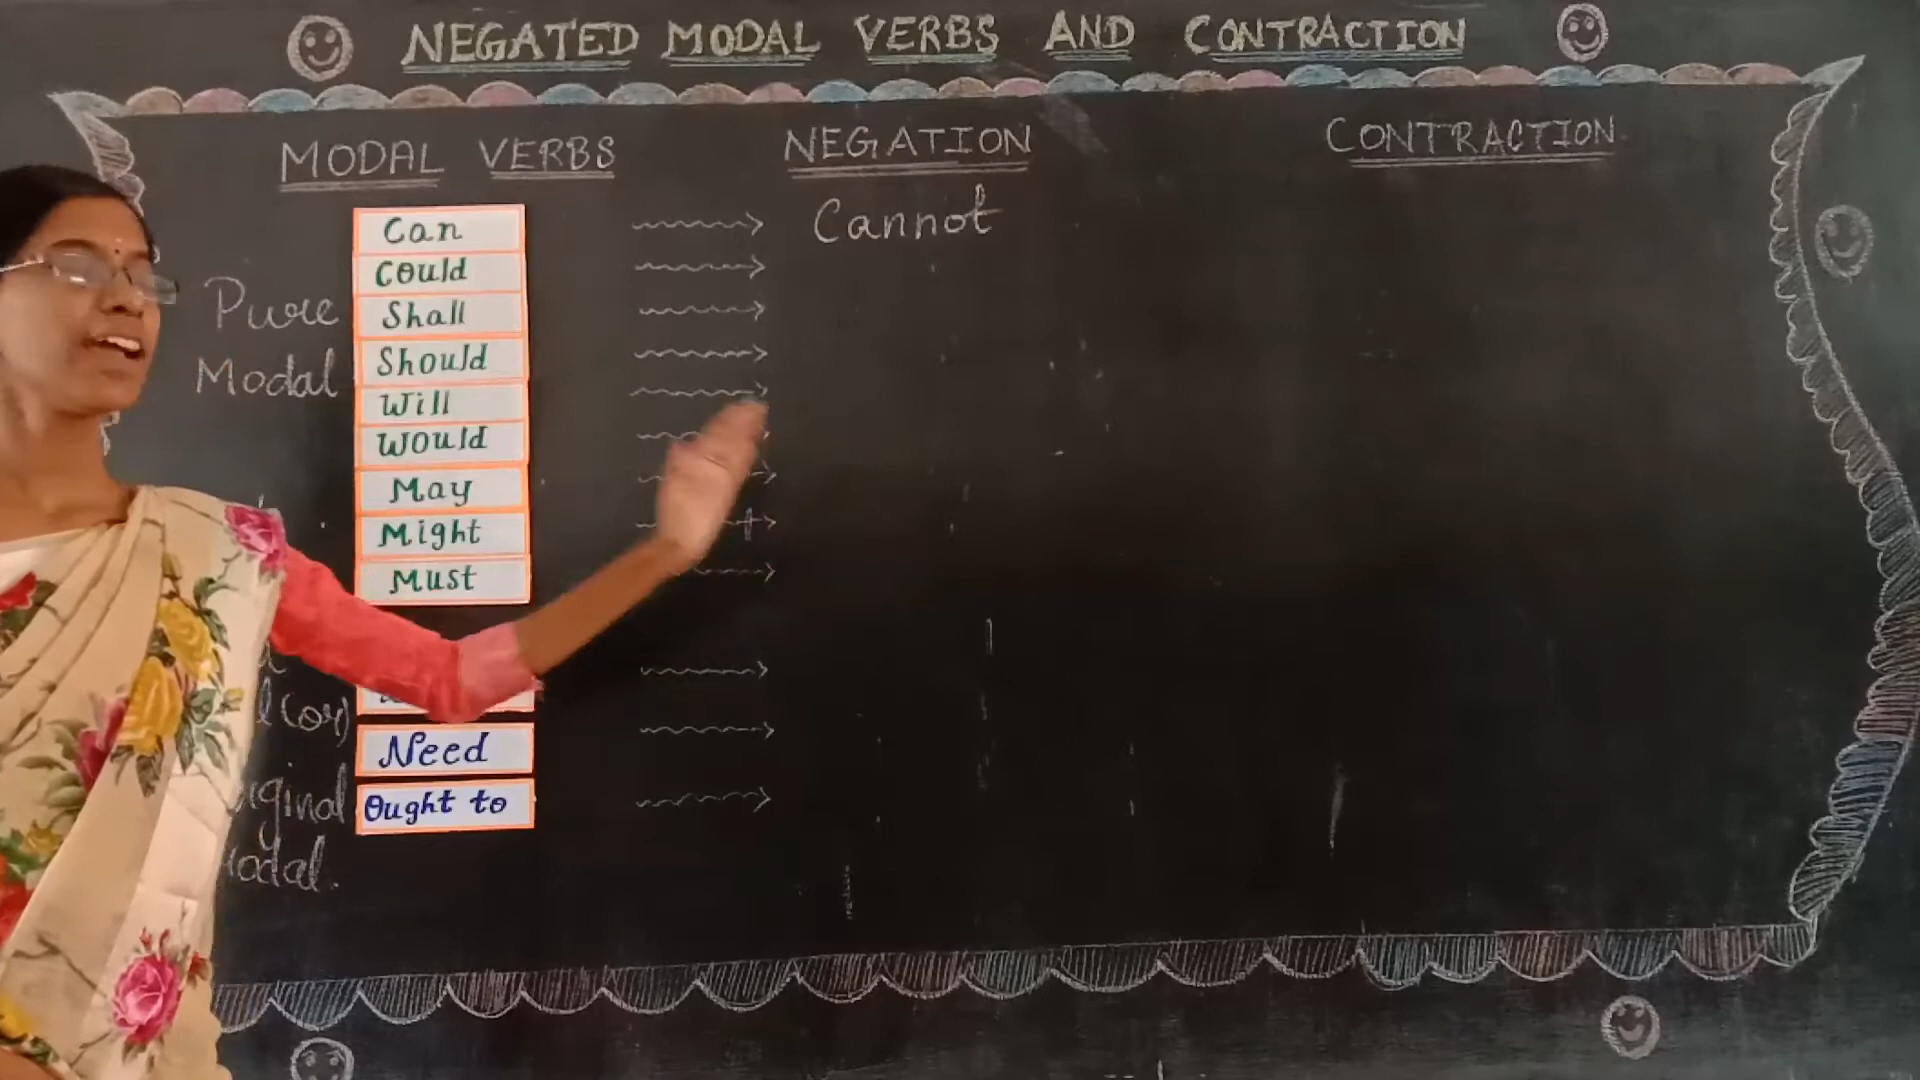 NEGATED MODAL VERBS AND CONTRACTION
MODAL VERBS NEGATION CONTRACTION
Can Cannot
Could
Pure
Shall
Should
Modal
Will
Would
May
Might
Must
(or)
Need
Ought to